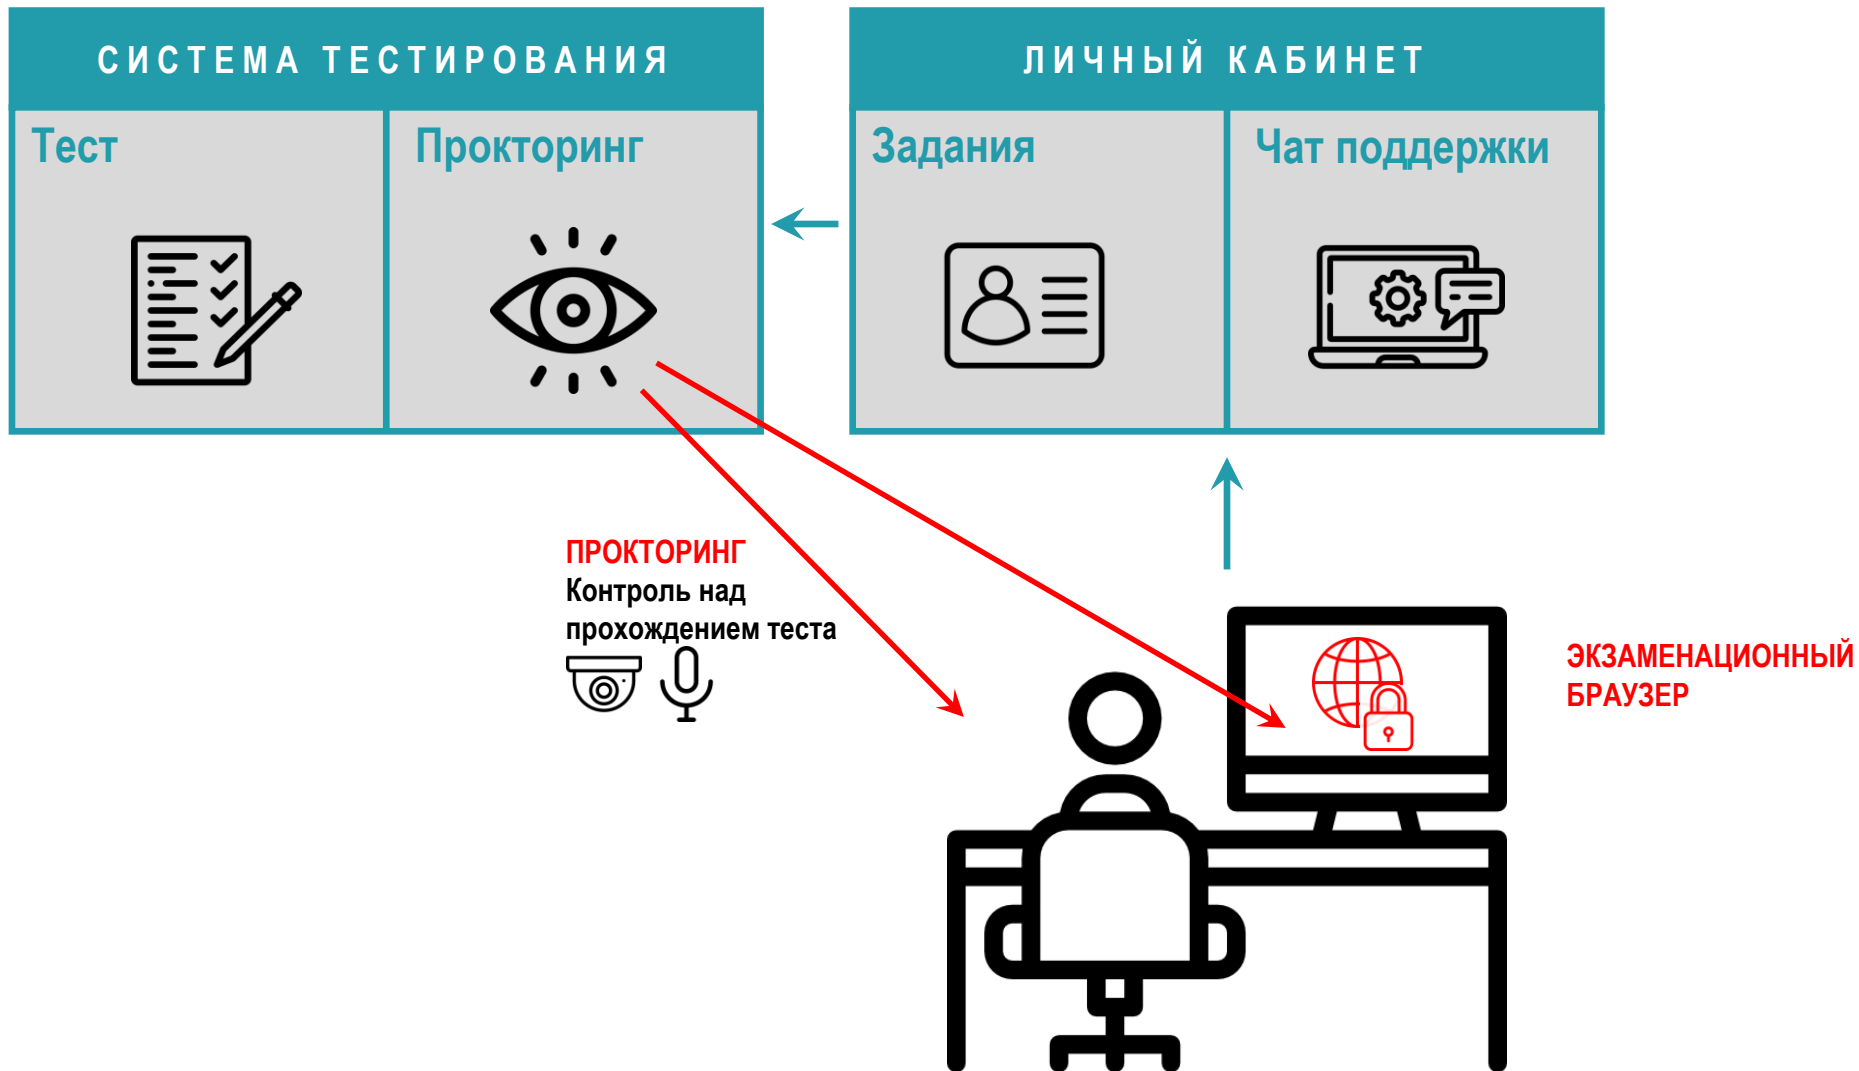 СИСТЕМА ТЕСТИРОВАНИЯ
ЛИЧНЫЙ КАБИНЕТ
Тест
Прокторинг
Задания
Чат поддержки
ПРОКТОРИНГ
Контроль над
прохождением теста
ЭКЗАМЕНАЦИОННЫЙ
БРАУЗЕР